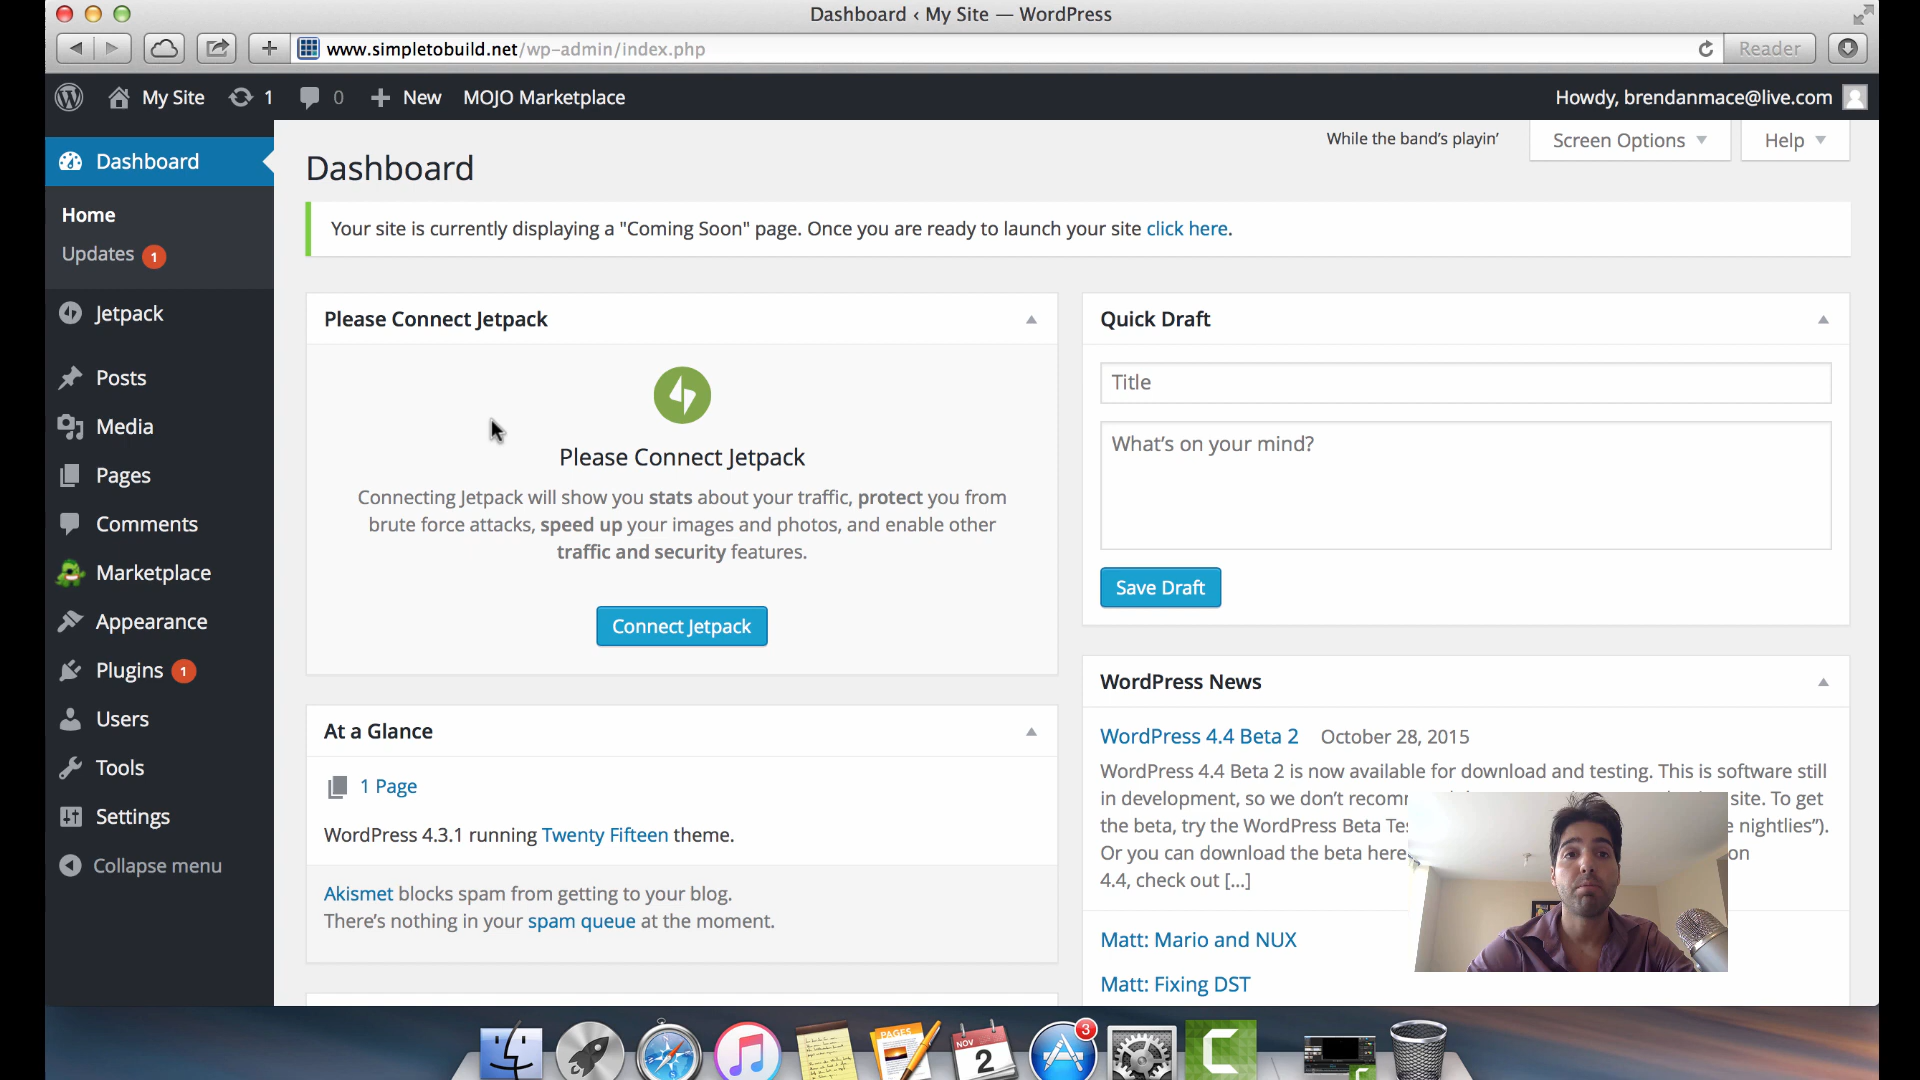 Dashboard ‹ My Site — WordPress
www.simpletobuild.net/wp-admin/index.php
Reader
My Site
1
0
New
MOJO Marketplace
Howdy, brendanmace@live.com
While the band's playin'
Screen Options
Help
Dashboard
Home
Updates 1
Jetpack
Posts
Media
Pages
Comments
Marketplace
Appearance
Plugins 1
Users
Tools
Settings
Collapse menu
Dashboard
Your site is currently displaying a "Coming Soon" page. Once you are ready to launch your site click here.
Please Connect Jetpack
Please Connect Jetpack
Connecting Jetpack will show you stats about your traffic, protect you from
brute force attacks, speed up your images and photos, and enable other
traffic and security features.
Connect Jetpack
At a Glance
1 Page
WordPress 4.3.1 running Twenty Fifteen theme.
Akismet blocks spam from getting to your blog.
There's nothing in your spam queue at the moment.
Quick Draft
Title
What's on your mind?
Save Draft
WordPress News
WordPress 4.4 Beta 2 October 28, 2015
WordPress 4.4 Beta 2 is now available for download and testing. This is software still
in development, so we don't site. To get
the beta, try the WordPress Beta nightlies").
Or you can download the beta here on
4.4, check out [...]
Matt: Mario and NUX
Matt: Fixing DST
PAGES
NOV
2
3